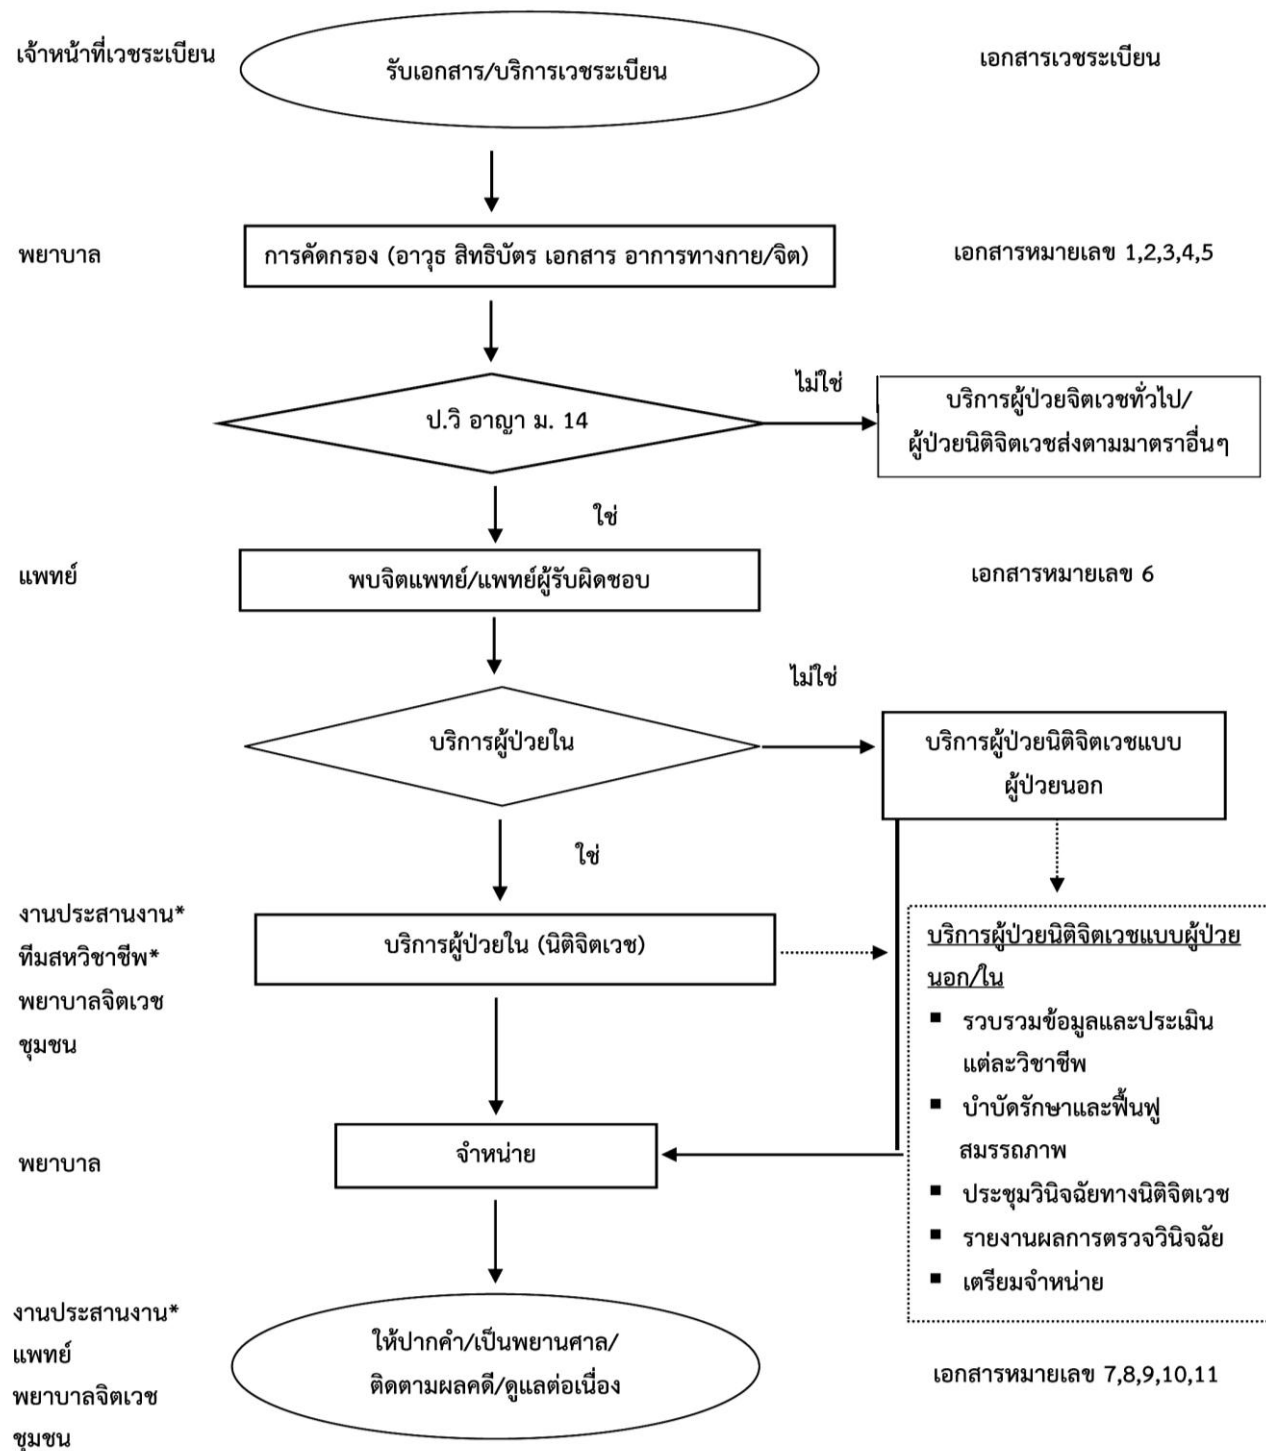 เจ้าหน้าที่เวชระเบียน
รับเอกสาร/บริการเวชระเบียน
เอกสารเวชระเบียน
พยาบาล
การคัดกรอง (อาวุธ สิทธิบัตร เอกสาร อาการทางกาย/จิต)
เอกสารหมายเลข 1,2,3,4,5
ป.วิ อาญา ม. 14
ไม่ใช่
บริการผู้ป่วยจิตเวชทั่วไป/
ผู้ป่วยนิติจิตเวชส่งตามมาตราอื่นๆ
ใช่
แพทย์
พบจิตแพทย์/แพทย์ผู้รับผิดชอบ
เอกสารหมายเลข 6
บริการผู้ป่วยใน
ไม่ใช่
บริการผู้ป่วยนิติจิตเวชแบบ
ผู้ป่วยนอก
ใช่
งานประสานงาน*
ทีมสหวิชาชีพ*
พยาบาลจิตเวช
ชุมชน
บริการผู้ป่วยใน (นิติจิตเวช)
บริการผู้ป่วยนิติจิตเวชแบบผู้ป่วย
นอก/ใน
▪ รวบรวมข้อมูลและประเมิน
แต่ละวิชาชีพ
▪ บำบัดรักษาและฟื้นฟู
สมรรถภาพ
▪ ประชุมวินิจฉัยทางนิติจิตเวช
▪ รายงานผลการตรวจวินิจฉัย
▪ เตรียมจำหน่าย
พยาบาล
จำหน่าย
งานประสานงาน*
แพทย์
พยาบาลจิตเวช
ชุมชน
ให้ปากคำ/เป็นพยานศาล/
ติดตามผลคดี/ดูแลต่อเนื่อง
เอกสารหมายเลข 7,8,9,10,11